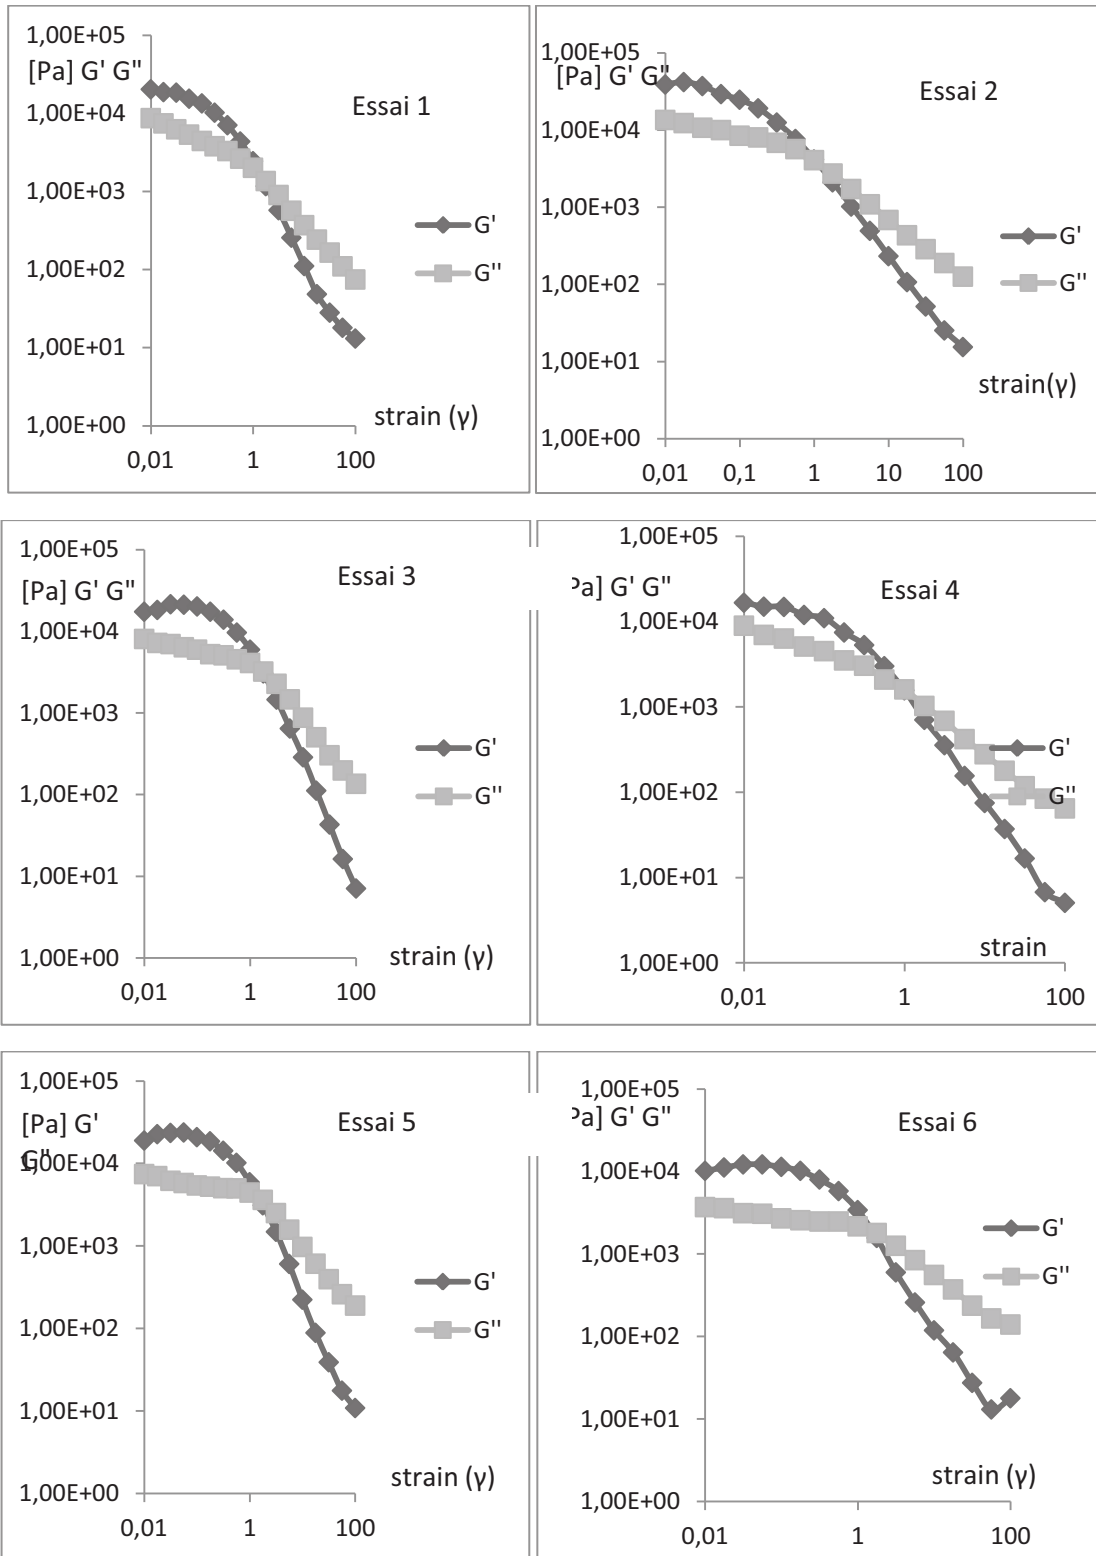 1,00E+05
[Pa] G' G"
Essai 1
1,00E+04
1,00E+03
G'
1,00E+02
G''
1,00E+01
strain (γ)
1,00E+00
0,01 1 100
1,00E+05
[Pa] G' G"
Essai 2
1,00E+04
1,00E+03
G'
1,00E+02
G''
1,00E+01
strain(γ)
1,00E+00
0,01 0,1 1 10 100
1,00E+05
[Pa] G' G"
Essai 3
1,00E+04
1,00E+03
G'
1,00E+02
G''
1,00E+01
strain (γ)
1,00E+00
0,01 1 100
1,00E+05
Pa] G' G"
Essai 4
1,00E+04
1,00E+03
G'
1,00E+02
G''
1,00E+01
strain
1,00E+00
0,01 1 100
1,00E+05
[Pa] G'
G"
Essai 5
1,00E+04
1,00E+03
G'
1,00E+02
G''
1,00E+01
strain (γ)
1,00E+00
0,01 1 100
1,00E+05
Pa] G' G"
Essai 6
1,00E+04
1,00E+03
G'
G''
1,00E+02
1,00E+01
strain (γ)
1,00E+00
0,01 1 100